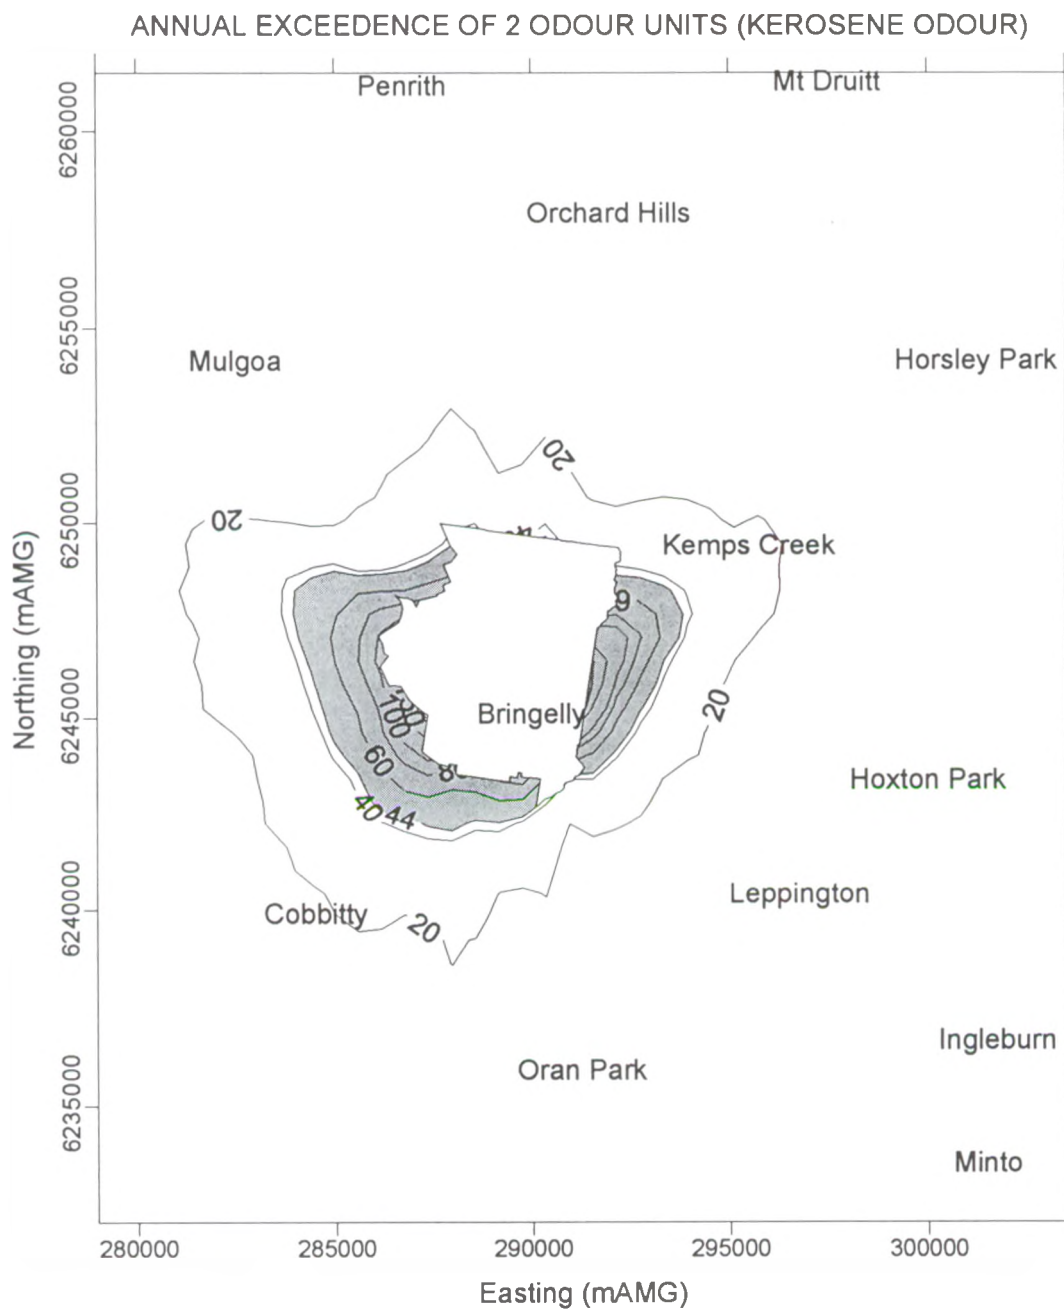 ANNUAL EXCEEDENCE OF 2 ODOUR UNITS (KEROSENE ODOUR)
Penrith
Mt Druitt
6260000
Orchard Hills
6255000
Mulgoa
Horsley Park
20
20
6250000
Kemps Creek
Northing (mAMG)
6245000
100
Bringelly
20
60
Hoxton Park
40
44
6240000
Leppington
Cobbitty
20
Ingleburn
Oran Park
6235000
Minto
280000
285000
290000
295000
300000
Easting (mAMG)